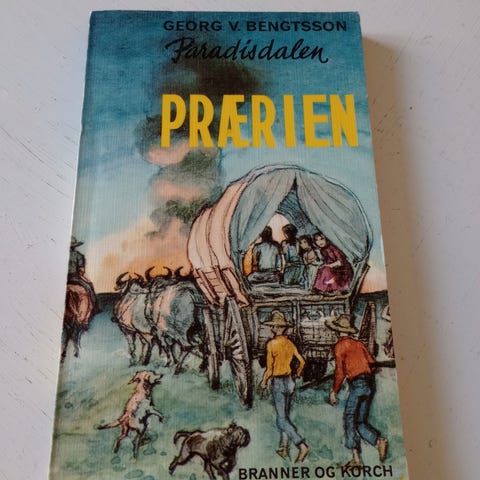 GEORG V. BENGTSSON
Paradisdalen
PRÆRIEN
BRANNER OG KORCH